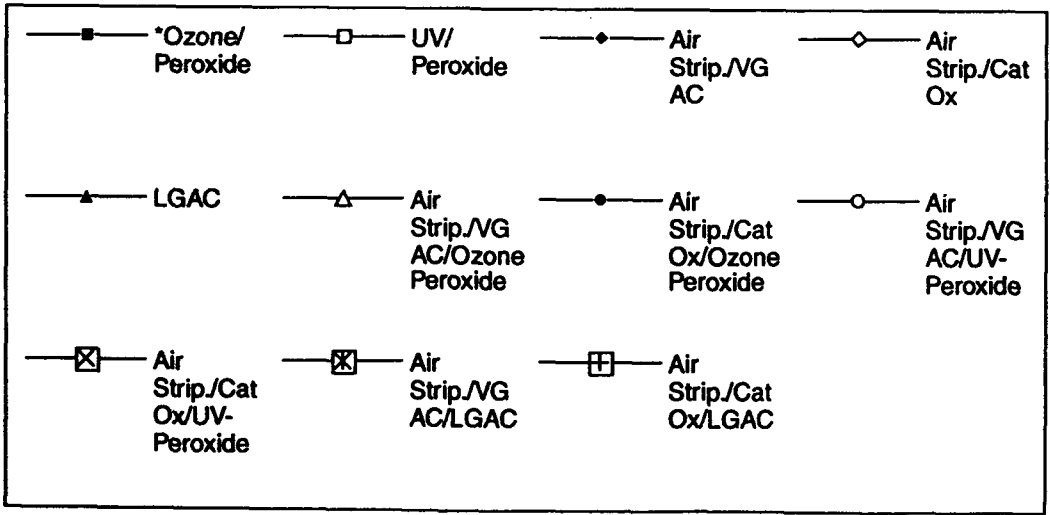 *Ozone/
Peroxide
UV/
Peroxide
Air
Strip./VG
AC
Air
Strip./Cat
Ox
LGAC
Air
Strip./VG
AC/Ozone
Peroxide
Air
Strip./Cat
Ox/Ozone
Peroxide
Air
Strip./VG
AC/UV-
Peroxide
Air
Strip./Cat
Ox/UV-
Peroxide
Air
Strip./VG
AC/LGAC
Air
Strip./Cat
Ox/LGAC